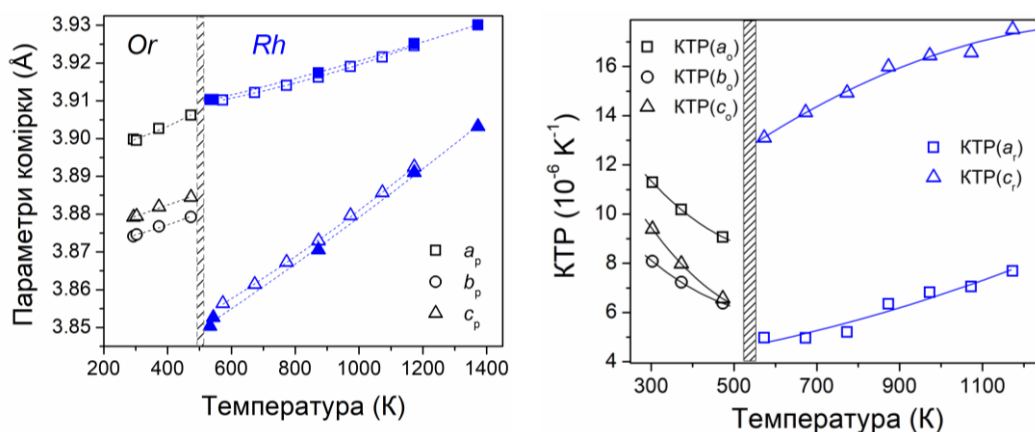 Параметри комірки (Å)
3.93
3.92
3.91
3.90
3.89
3.88
3.87
3.86
3.85
Or
Rh
a_p
b_p
c_p
200 400 600 800 1000 1200 1400
Температура (К)
КТР (10⁻⁶ К⁻¹)
16
14
12
10
8
6
4
КТР(a_o)
КТР(b_o)
КТР(c_o)
КТР(a_r)
КТР(c_r)
300 500 700 900 1100
Температура (К)